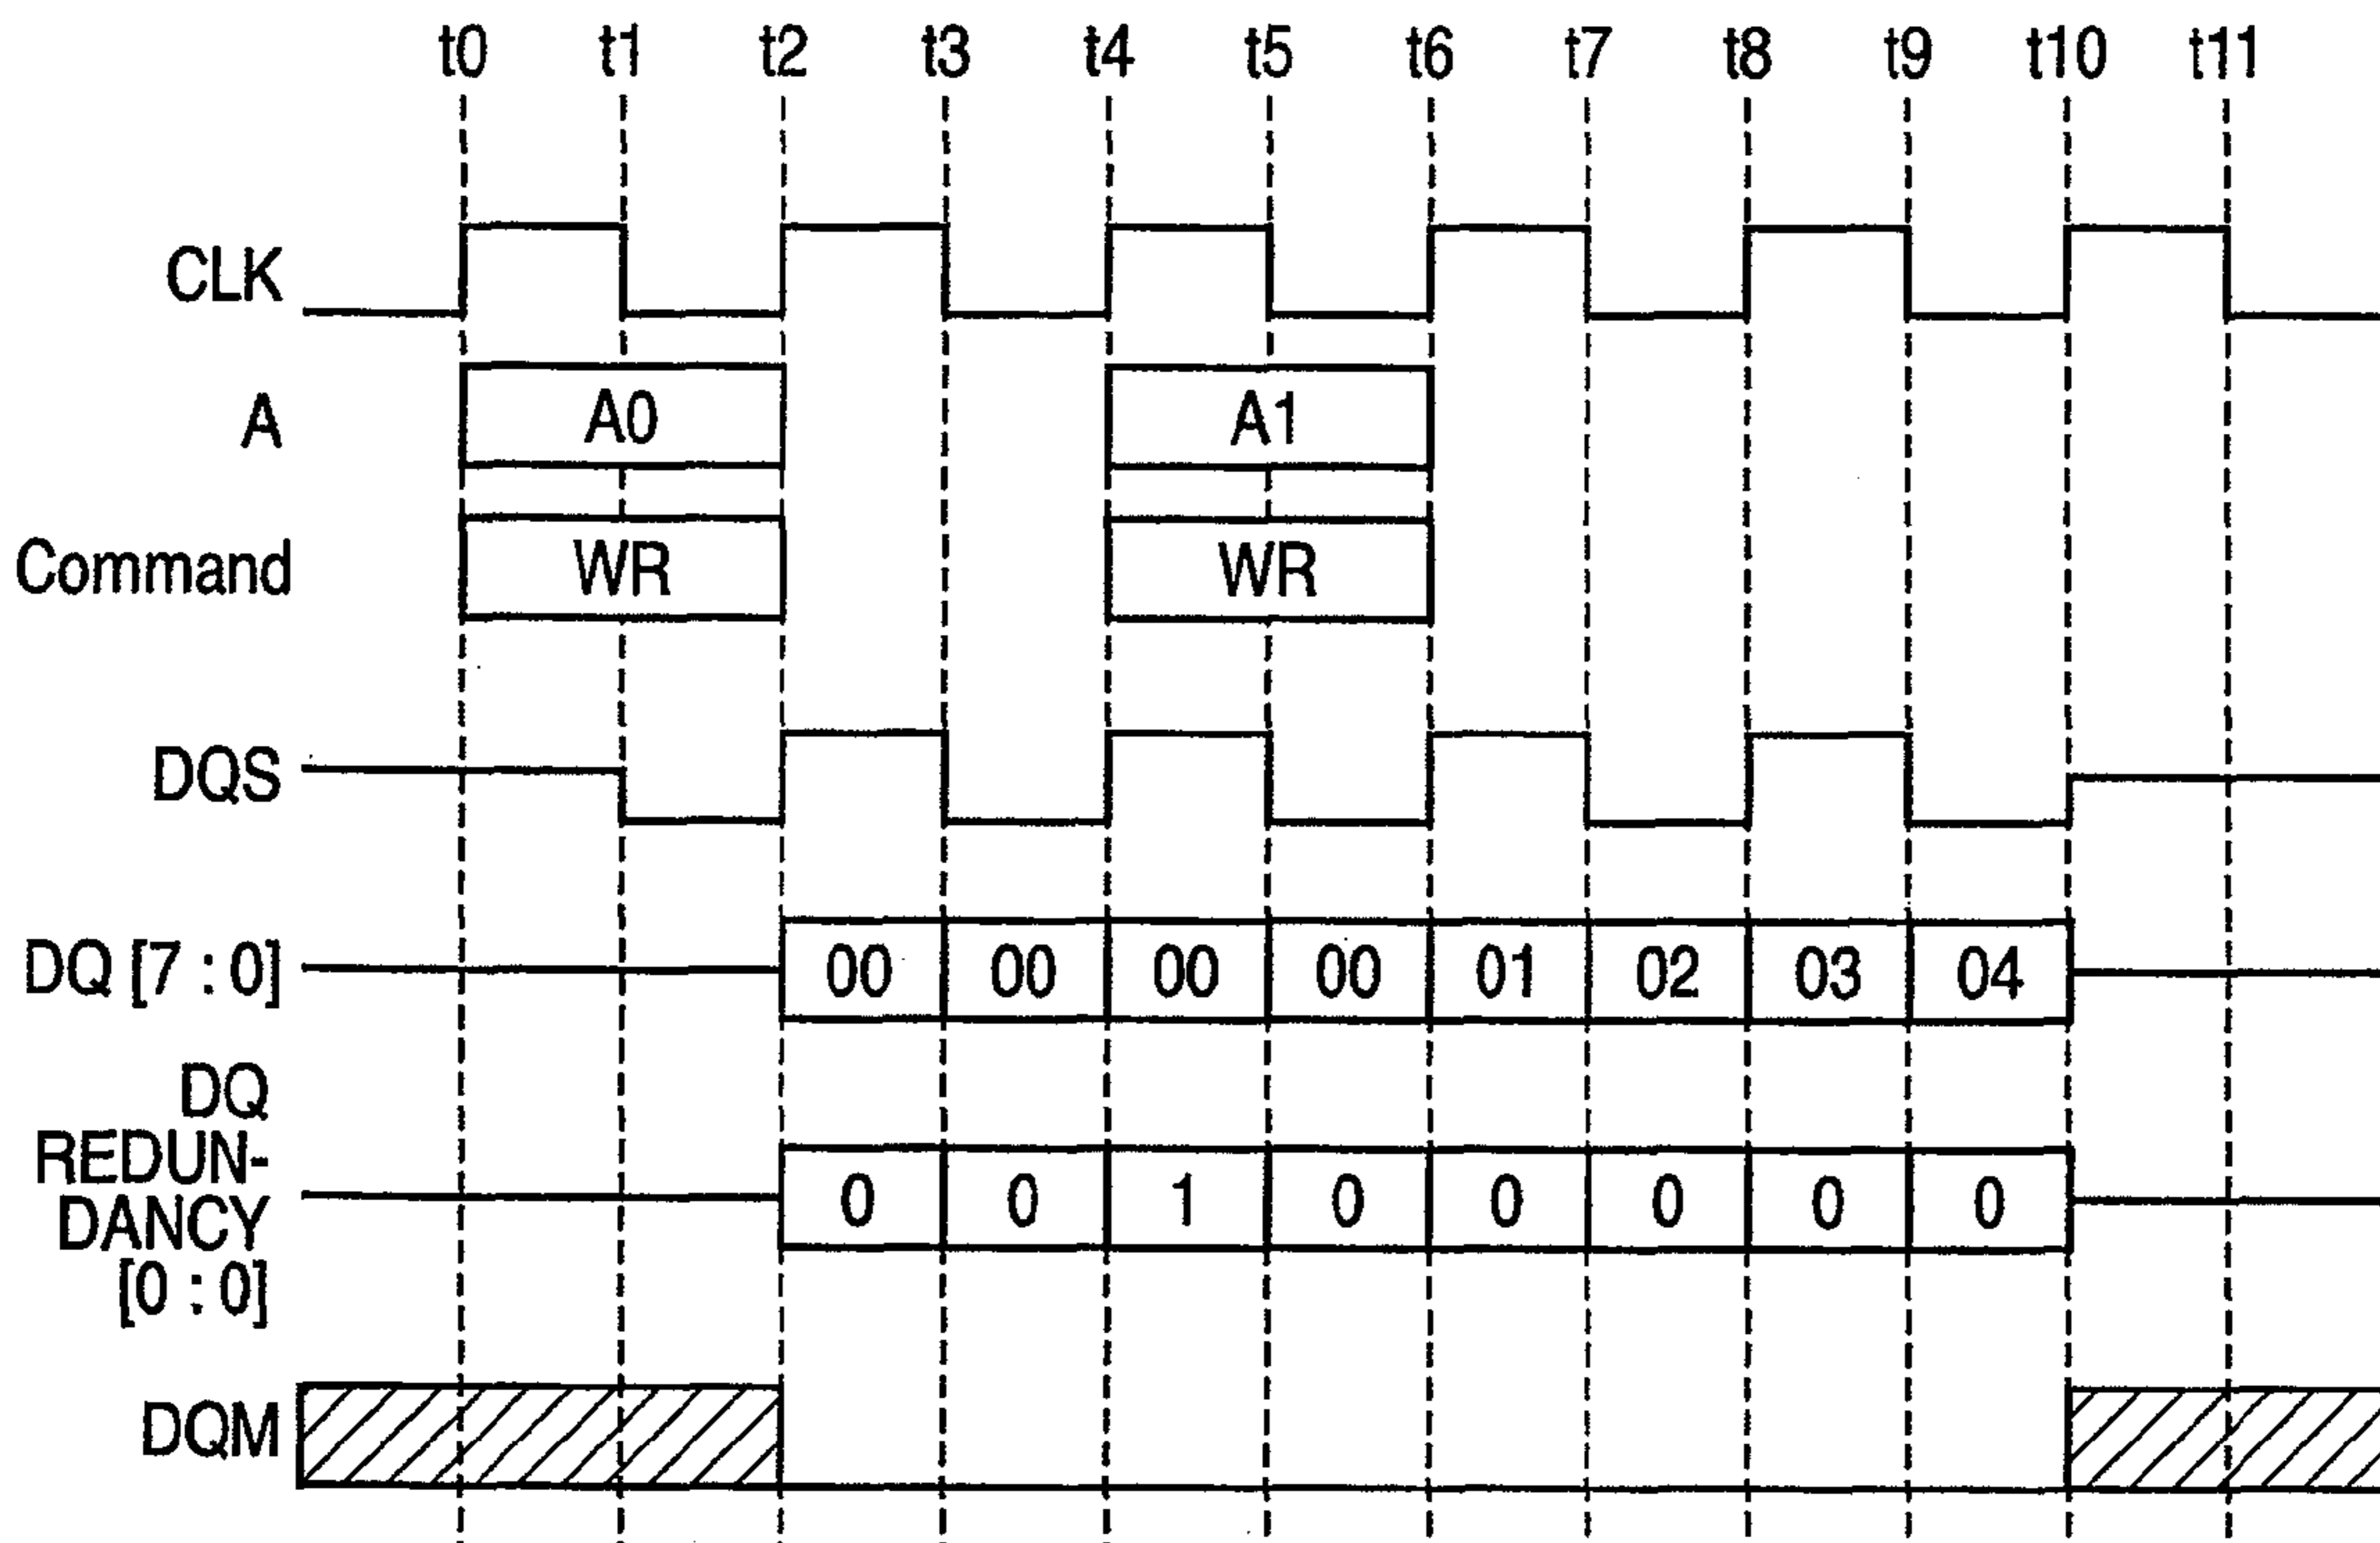 t0 t1 t2 t3 t4 t5 t6 t7 t8 t9 t10 t11
CLK
A A0 A1
Command WR WR
DQS
DQ [7 : 0] 00 00 00 00 01 02 03 04
DQ
REDUN-
DANCY
[0 : 0]
0 0 1 0 0 0 0 0
DQM